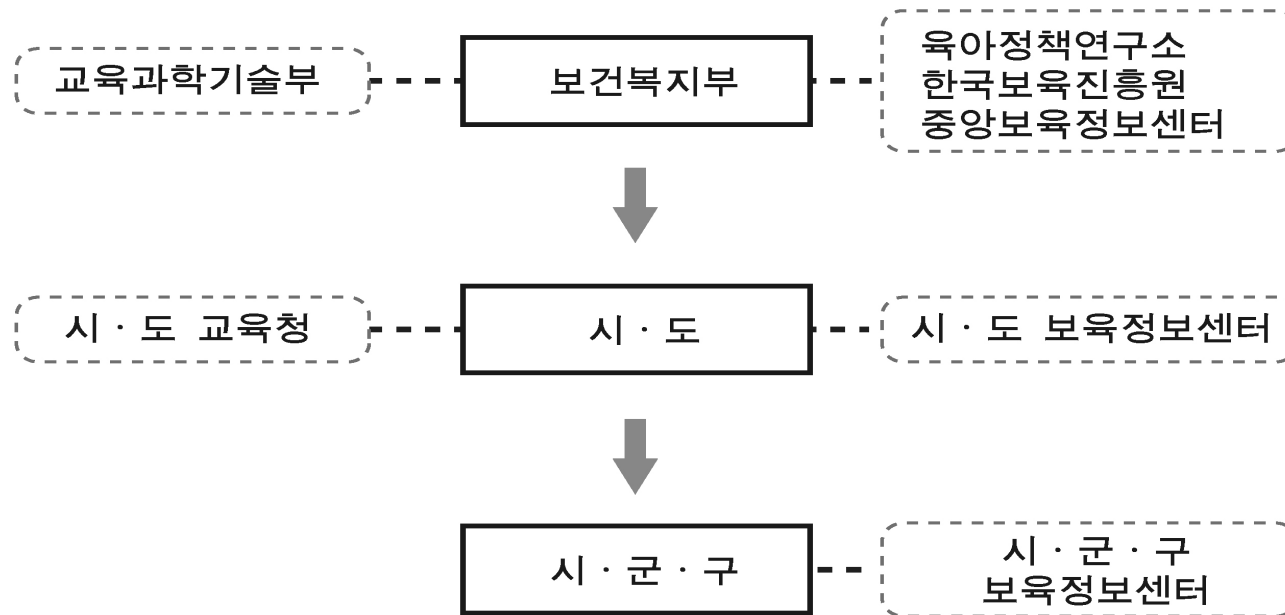 교육과학기술부
보건복지부
육아정책연구소
한국보육진흥원
중앙보육정보센터
시 · 도 교육청
시 · 도
시 · 도 보육정보센터
시 · 군 · 구
시 · 군 · 구
보육정보센터